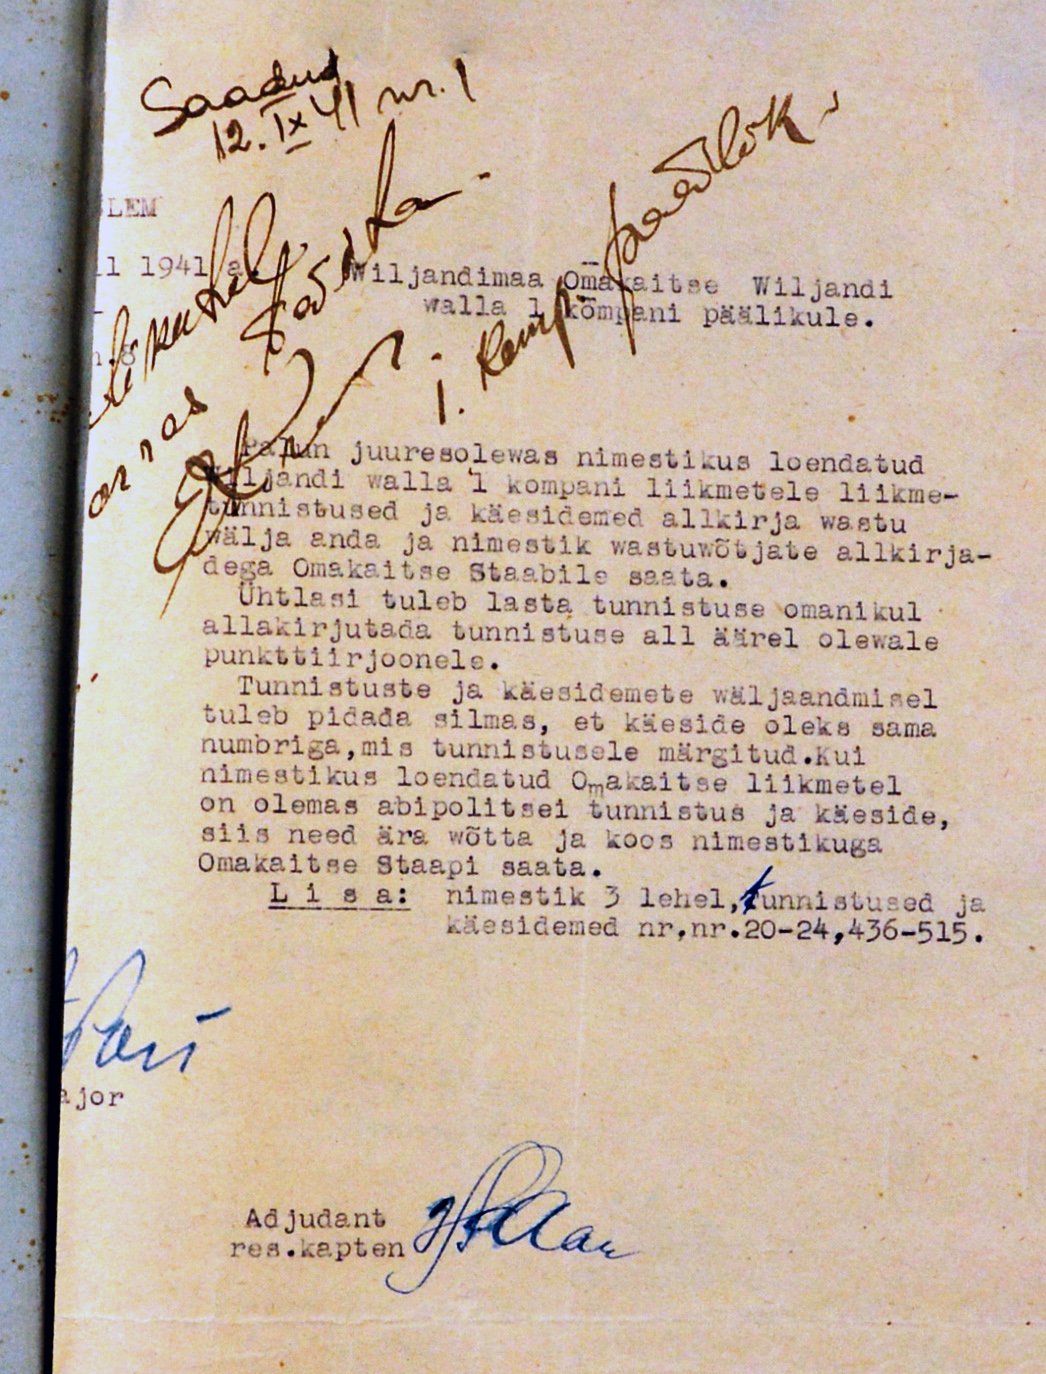 Saadud
12. IX 41 nr. 1
LEM
11 1941 a.
Wiljandimaa Omakaitse Wiljandi
walla 1 kompani päälikule.
1. komp. päälik.
Palun juuresolewas nimestikus loendatud
Wiljandi walla 1 kompani liikmetele liikme-
tunnistused ja käesidemed allkirja wastu
wälja anda ja nimestik wastuwõtjate allkirja-
dega Omakaitse Staabile saata.
Ühtlasi tuleb lasta tunnistuse omanikul
allakirjutada tunnistuse all äärel olewale
punkttiirjoonele.
Tunnistuste ja käesidemete wäljaandmisel
tuleb pidada silmas, et käeside oleks sama
numbriga,mis tunnistusele märgitud.Kui
nimestikus loendatud Omakaitse liikmetel
on olemas abipolitsei tunnistus ja käeside,
siis need ära wõtta ja koos nimestikuga
Omakaitse Staapi saata.
L i s a: nimestik 3 lehel,tunnistused ja
käesidemed nr,nr.20-24,436-515.
ajor
Adjudant
res.kapten